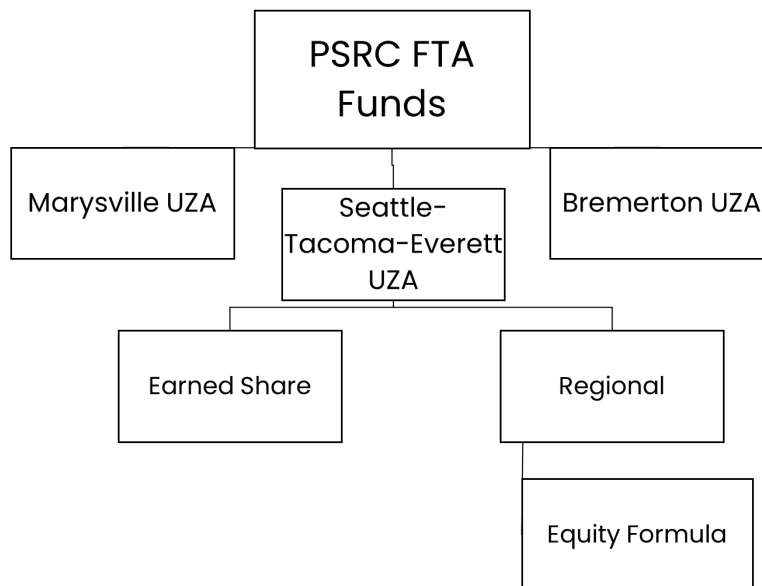 PSRC FTA
Funds
Marysville UZA
Seattle-
Tacoma-Everett
UZA
Bremerton UZA
Earned Share
Regional
Equity Formula